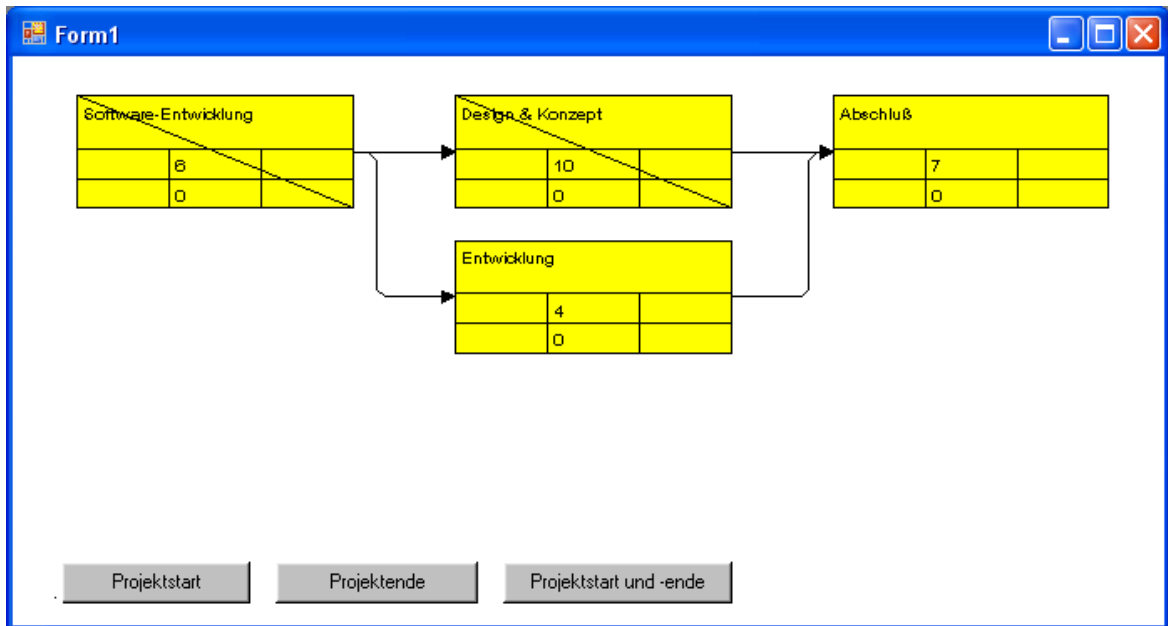 Form1
Software-Entwicklung
6
0
Design & Konzept
10
0
Abschluß
7
0
Entwicklung
4
0
Projektstart
Projektende
Projektstart und -ende